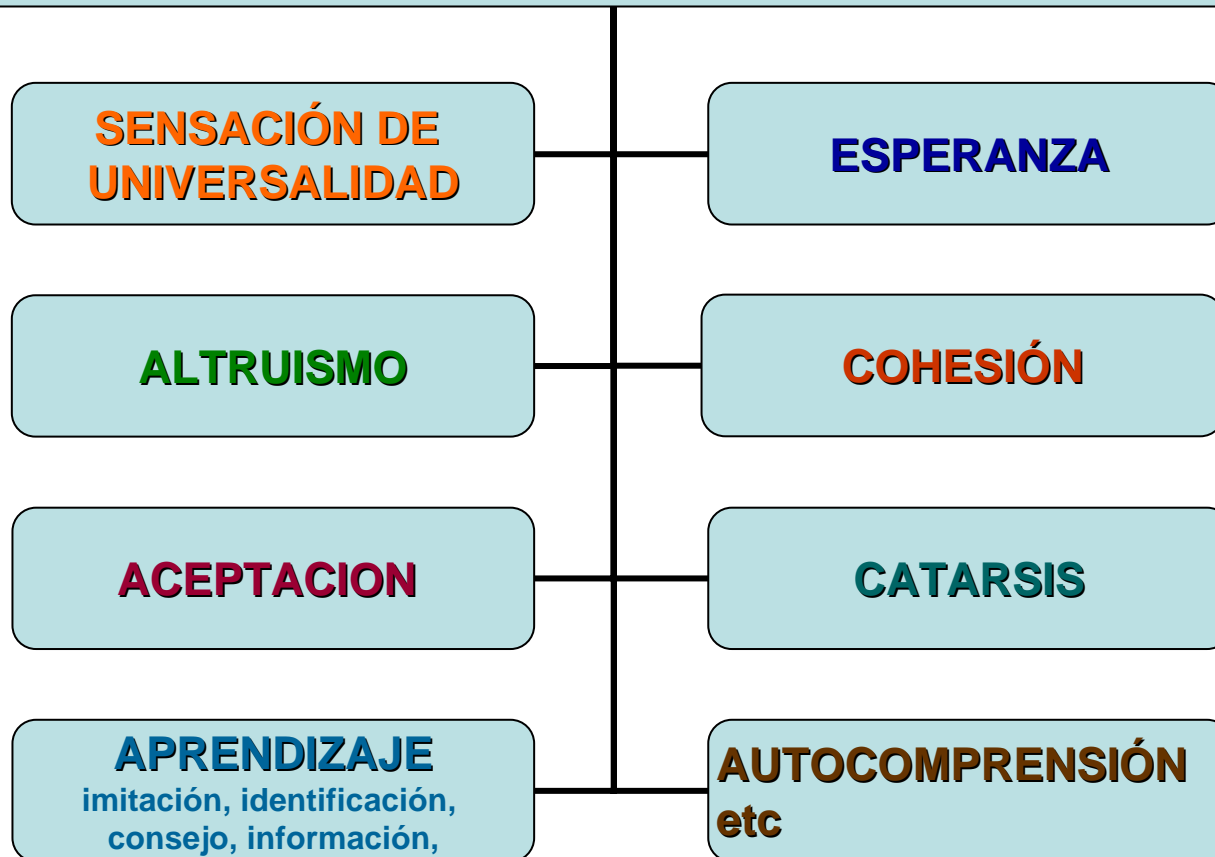 SENSACIÓN DE
UNIVERSALIDAD
ESPERANZA
ALTRUISMO
COHESIÓN
ACEPTACION
CATARSIS
APRENDIZAJE
imitación, identificación,
consejo, información,
AUTOCOMPRENSIÓN
etc